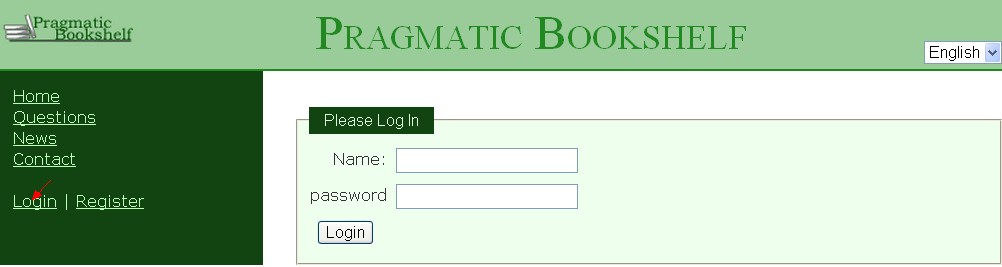 Pragmatic
Bookshelf
PRAGMATIC BOOKSHELF
English
Home
Questions
News
Contact
Login | Register
Please Log In
Name:
password
Login